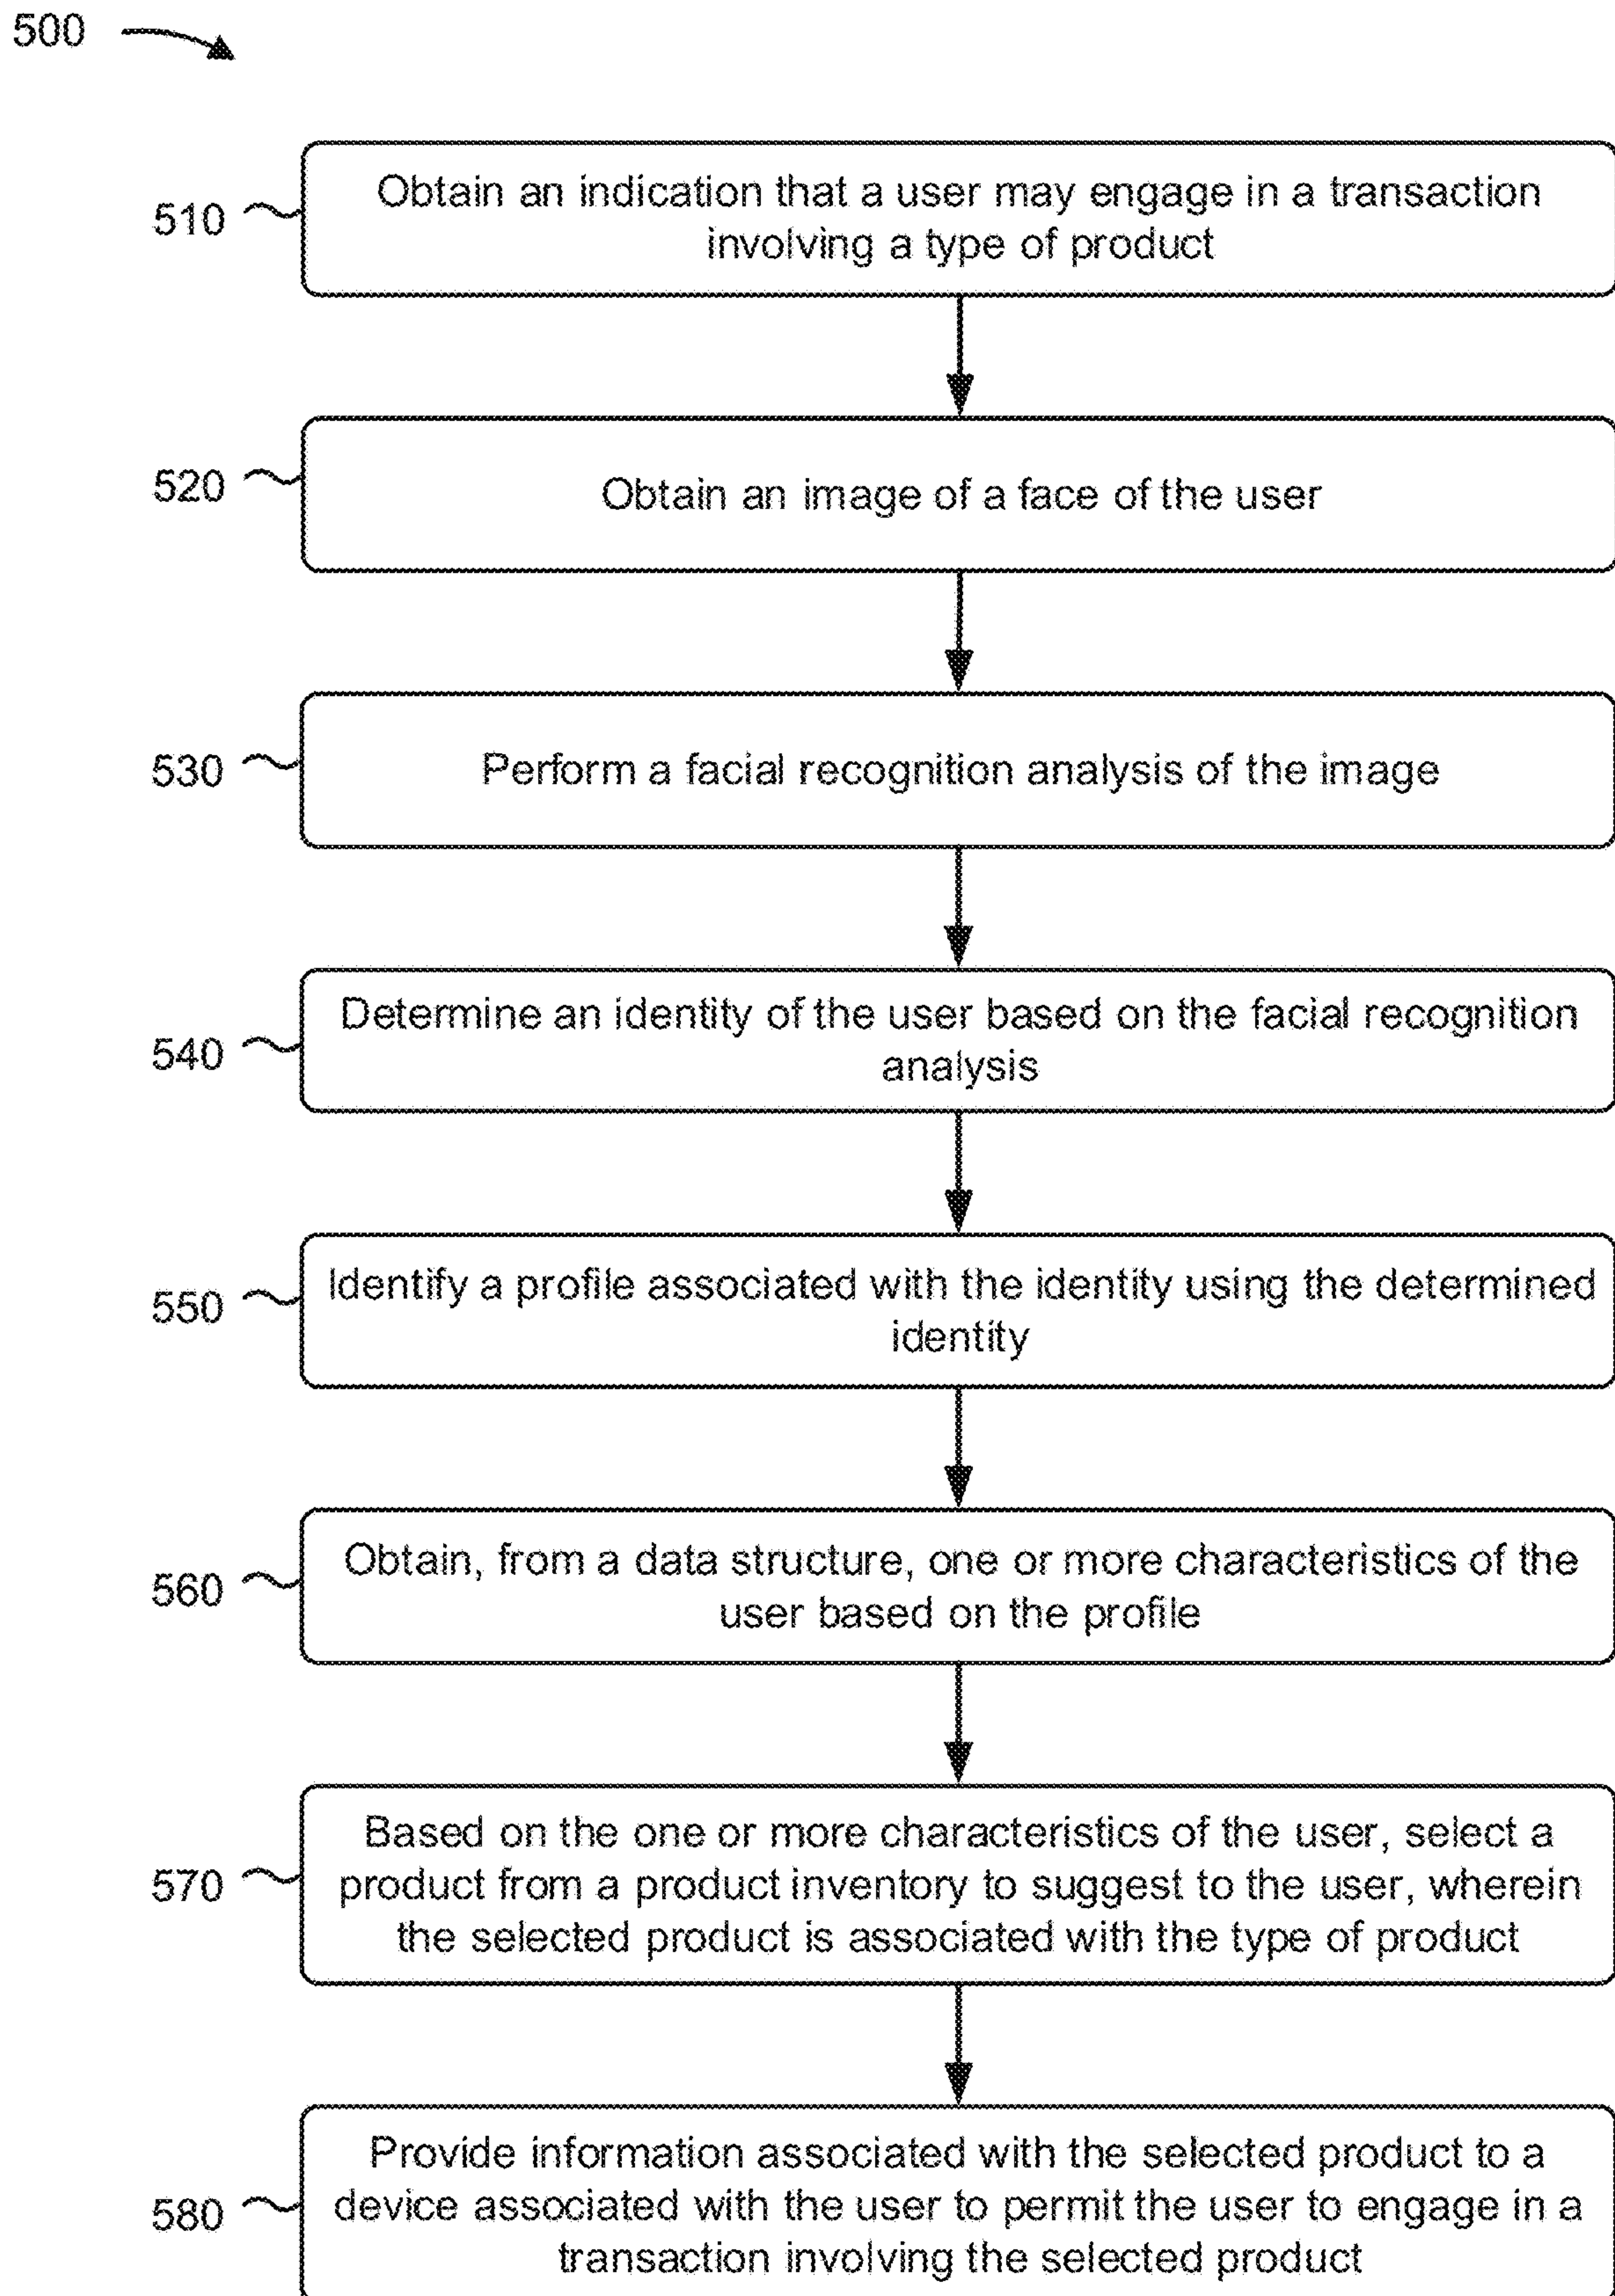 500
510
Obtain an indication that a user may engage in a transaction
involving a type of product
520
Obtain an image of a face of the user
530
Perform a facial recognition analysis of the image
540
Determine an identity of the user based on the facial recognition
analysis
550
Identify a profile associated with the identity using the determined
identity
560
Obtain, from a data structure, one or more characteristics of the
user based on the profile
570
Based on the one or more characteristics of the user, select a
product from a product inventory to suggest to the user, wherein
the selected product is associated with the type of product
580
Provide information associated with the selected product to a
device associated with the user to permit the user to engage in a
transaction involving the selected product